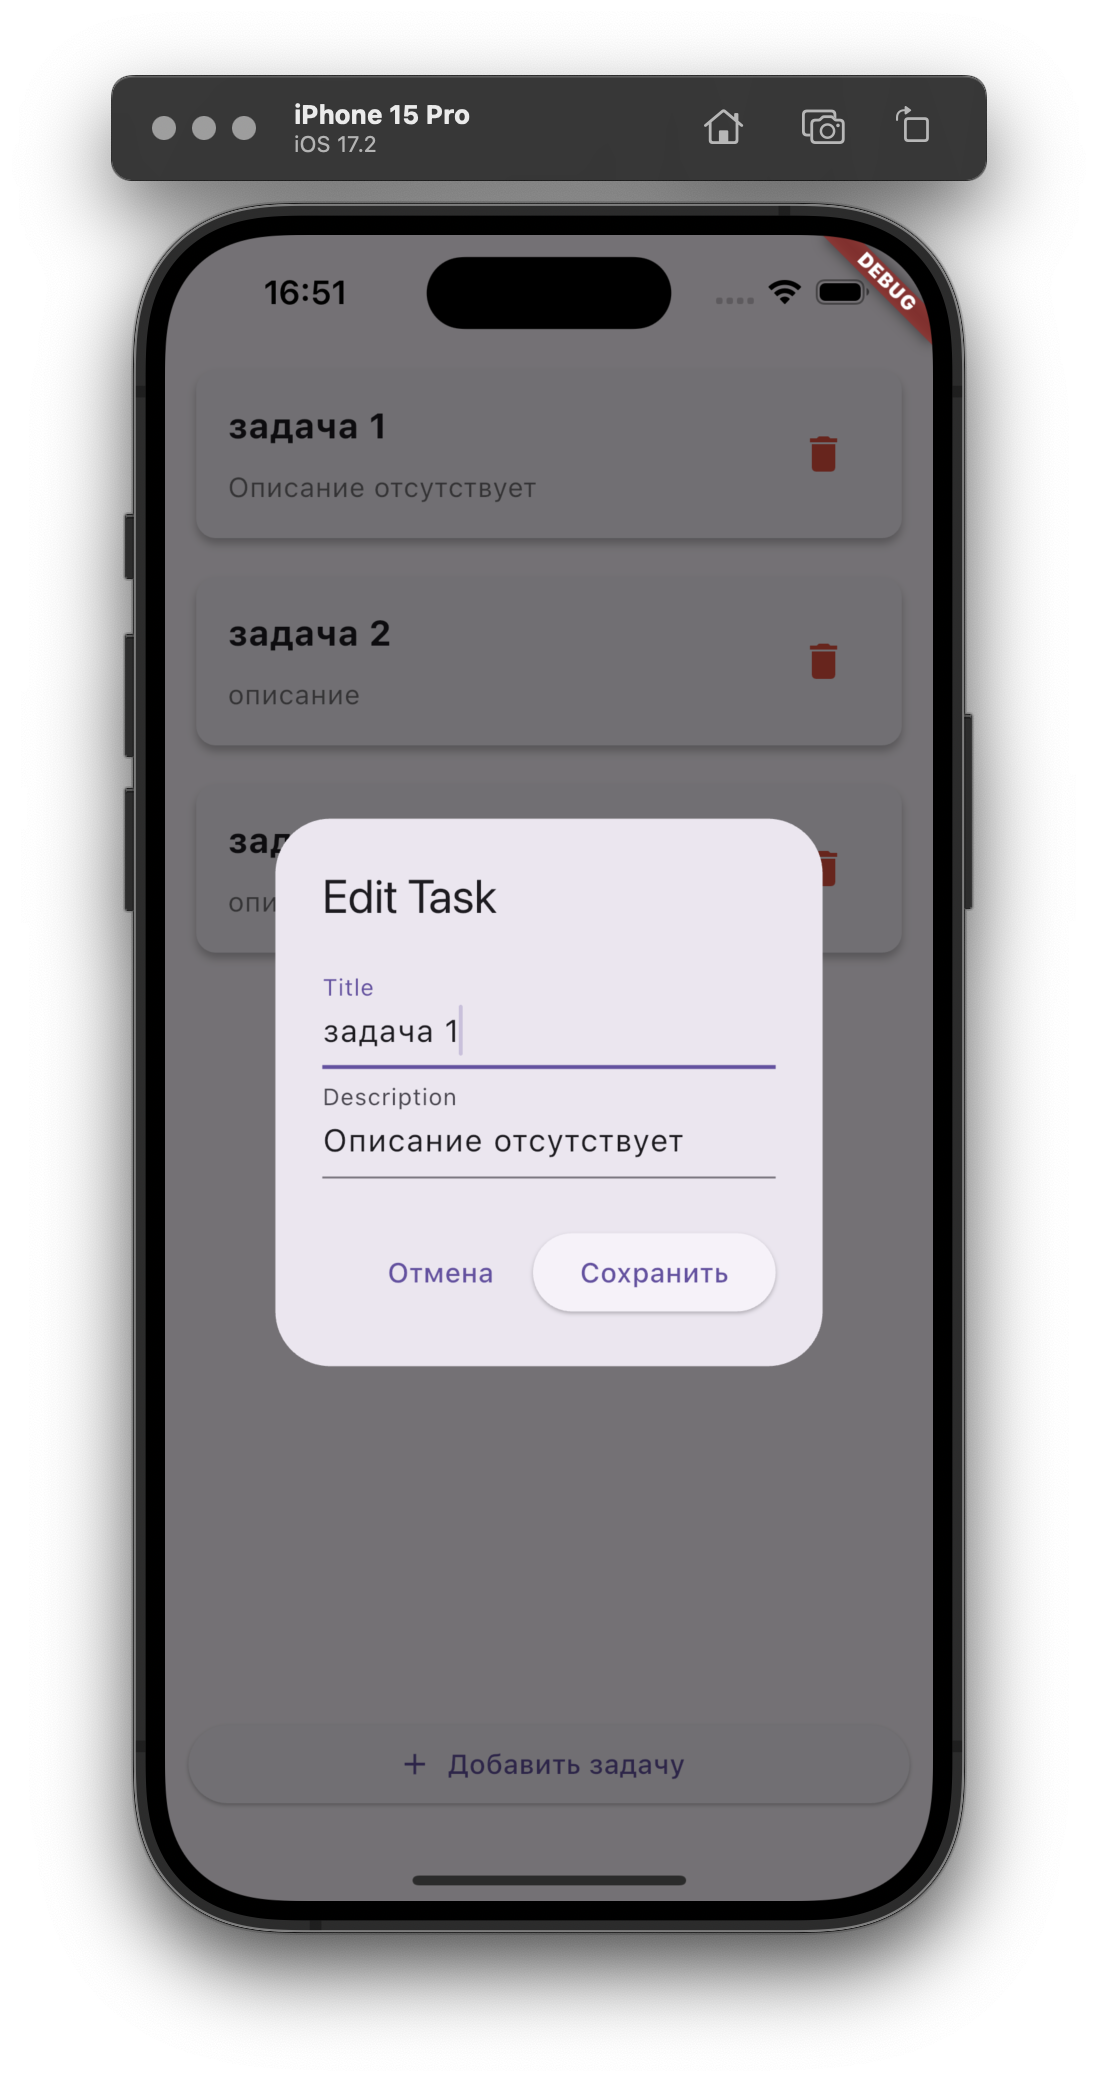 iPhone 15 Pro
iOS 17.2
16:51
DEBUG
задача 1
Описание отсутствует
задача 2
описание
зад
опи
Edit Task
Title
задача 1
Description
Описание отсутствует
Отмена
Сохранить
+ Добавить задачу